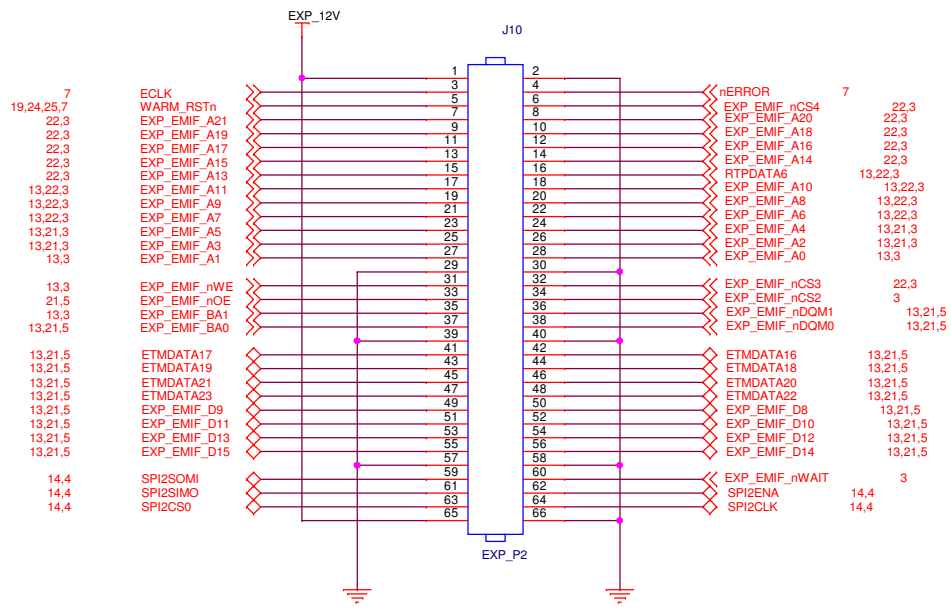 EXP_12V
J10
1 2
7 ECLK 3 4 nERROR 7
19,24,25,7 WARM_RSTn 5 6 EXP_EMIF_nCS4 22,3
22,3 EXP_EMIF_A21 7 8 EXP_EMIF_A20 22,3
22,3 EXP_EMIF_A19 9 10 EXP_EMIF_A18 22,3
22,3 EXP_EMIF_A17 11 12 EXP_EMIF_A16 22,3
22,3 EXP_EMIF_A15 13 14 EXP_EMIF_A14 22,3
22,3 EXP_EMIF_A13 15 16 RTPDATA6 13,22,3
13,22,3 EXP_EMIF_A11 17 18 EXP_EMIF_A10 13,22,3
13,22,3 EXP_EMIF_A9 19 20 EXP_EMIF_A8 13,22,3
13,22,3 EXP_EMIF_A7 21 22 EXP_EMIF_A6 13,22,3
13,21,3 EXP_EMIF_A5 23 24 EXP_EMIF_A4 13,21,3
13,21,3 EXP_EMIF_A3 25 26 EXP_EMIF_A2 13,21,3
13,3 EXP_EMIF_A1 27 28 EXP_EMIF_A0 13,3
29 30
13,3 EXP_EMIF_nWE 31 32 EXP_EMIF_nCS3 22,3
21,5 EXP_EMIF_nOE 33 34 EXP_EMIF_nCS2 3
13,3 EXP_EMIF_BA1 35 36 EXP_EMIF_nDQM1 13,21,5
13,21,5 EXP_EMIF_BA0 37 38 EXP_EMIF_nDQM0 13,21,5
39 40
13,21,5 ETMDATA17 41 42 ETMDATA16 13,21,5
13,21,5 ETMDATA19 43 44 ETMDATA18 13,21,5
13,21,5 ETMDATA21 45 46 ETMDATA20 13,21,5
13,21,5 ETMDATA23 47 48 ETMDATA22 13,21,5
13,21,5 EXP_EMIF_D9 49 50 EXP_EMIF_D8 13,21,5
13,21,5 EXP_EMIF_D11 51 52 EXP_EMIF_D10 13,21,5
13,21,5 EXP_EMIF_D13 53 54 EXP_EMIF_D12 13,21,5
13,21,5 EXP_EMIF_D15 55 56 EXP_EMIF_D14 13,21,5
57 58
14,4 SPI2SOMI 59 60 EXP_EMIF_nWAIT 3
14,4 SPI2SIMO 61 62 SPI2ENA 14,4
14,4 SPI2CS0 63 64 SPI2CLK 14,4
65 66
EXP_P2